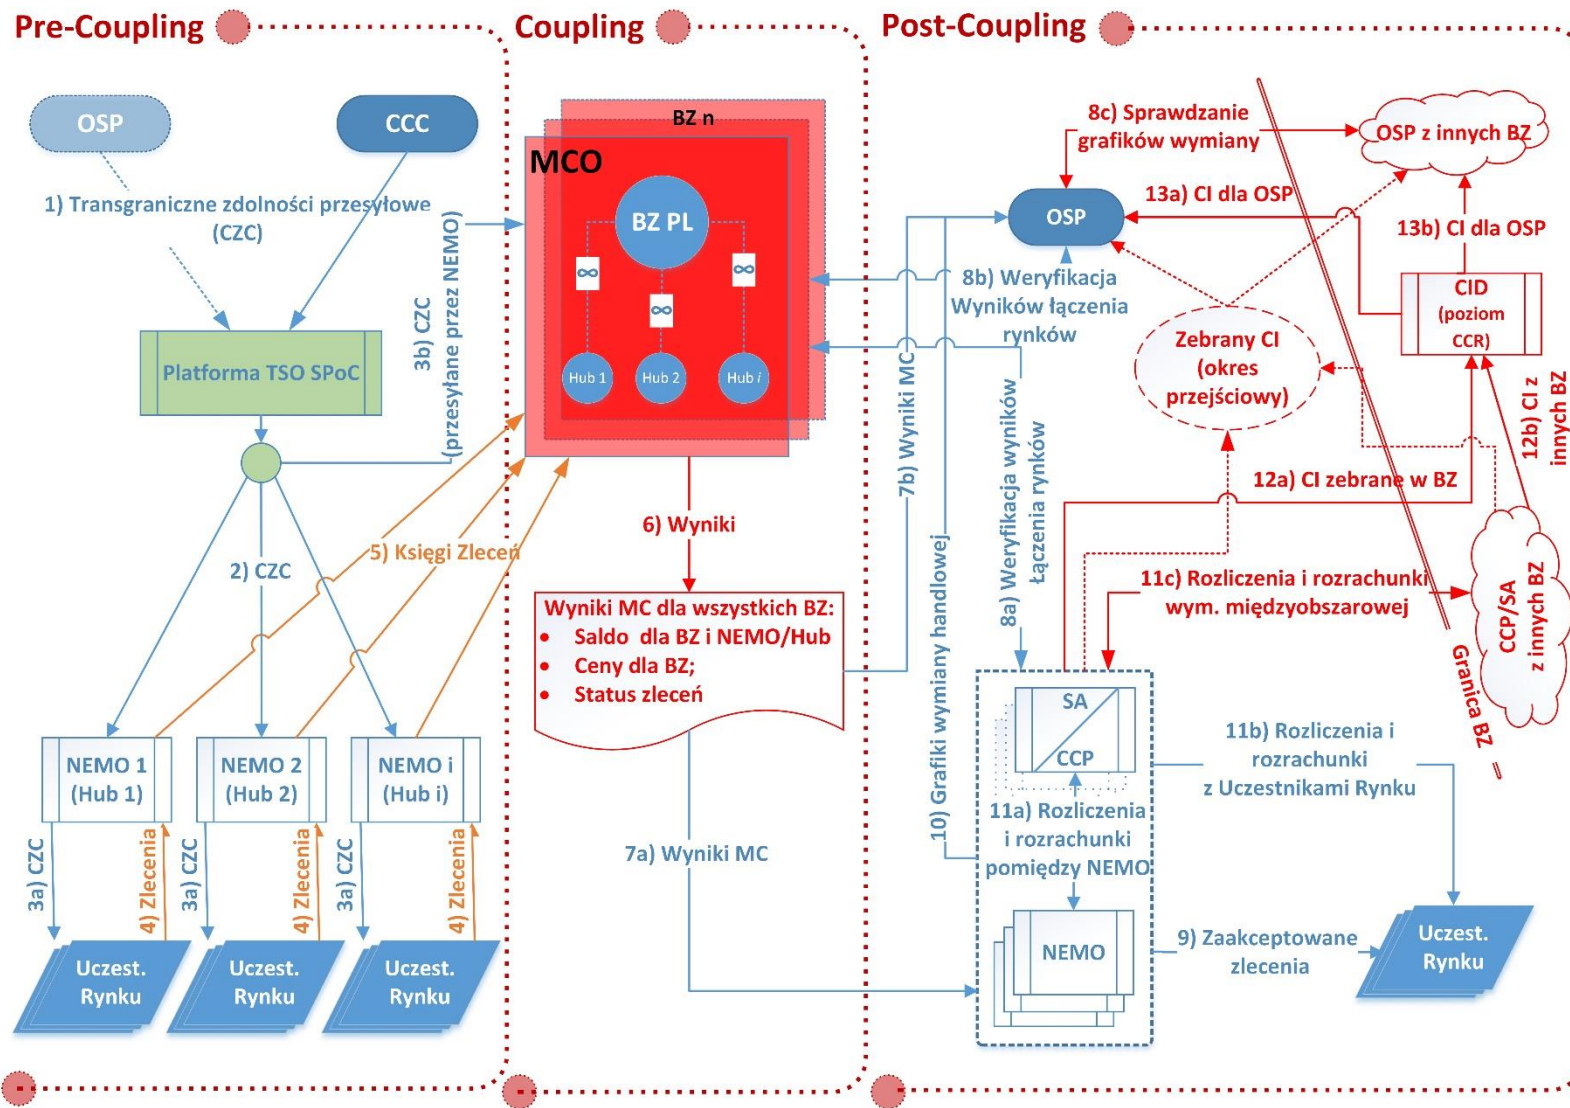 Pre-Coupling
Coupling
Post-Coupling
OSP
CCC
1) Transgraniczne zdolności przesyłowe
(CZC)
Platforma TSO SPoC
3b) CZC
(przesyłane przez NEMO)
2) CZC
5) Księgi Zleceń
NEMO 1
(Hub 1)
NEMO 2
(Hub 2)
NEMO i
(Hub i)
3a) CZC
4) Zlecenia
3a) CZC
4) Zlecenia
3a) CZC
4) Zlecenia
Uczest.
Rynku
Uczest.
Rynku
Uczest.
Rynku
BZ n
MCO
BZ PL
∞
∞
∞
Hub 1
Hub 2
Hub i
6) Wyniki
Wyniki MC dla wszystkich BZ:
• Saldo dla BZ i NEMO/Hub
• Ceny dla BZ;
• Status zleceń
7a) Wyniki MC
7b) Wyniki MC
10) Grafiki wymiany handlowej
8a) Weryfikacja wyników
Łączenia rynków
8b) Weryfikacja
Wyników łączenia
rynków
OSP
8c) Sprawdzanie
grafików wymiany
OSP z innych BZ
13a) CI dla OSP
13b) CI dla OSP
CID
(poziom
CCR)
Zebrany CI
(okres
przejściowy)
12a) CI zebrane w BZ
12b) CI z
innych BZ
11c) Rozliczenia i rozrachunki
wym. międzyobszarowej
CCP/SA
z innych BZ
Granica BZ
SA
CCP
11a) Rozliczenia
i rozrachunki
pomiędzy NEMO
NEMO
11b) Rozliczenia i
rozrachunki
z Uczestnikami Rynku
9) Zaakceptowane
zlecenia
Uczest.
Rynku